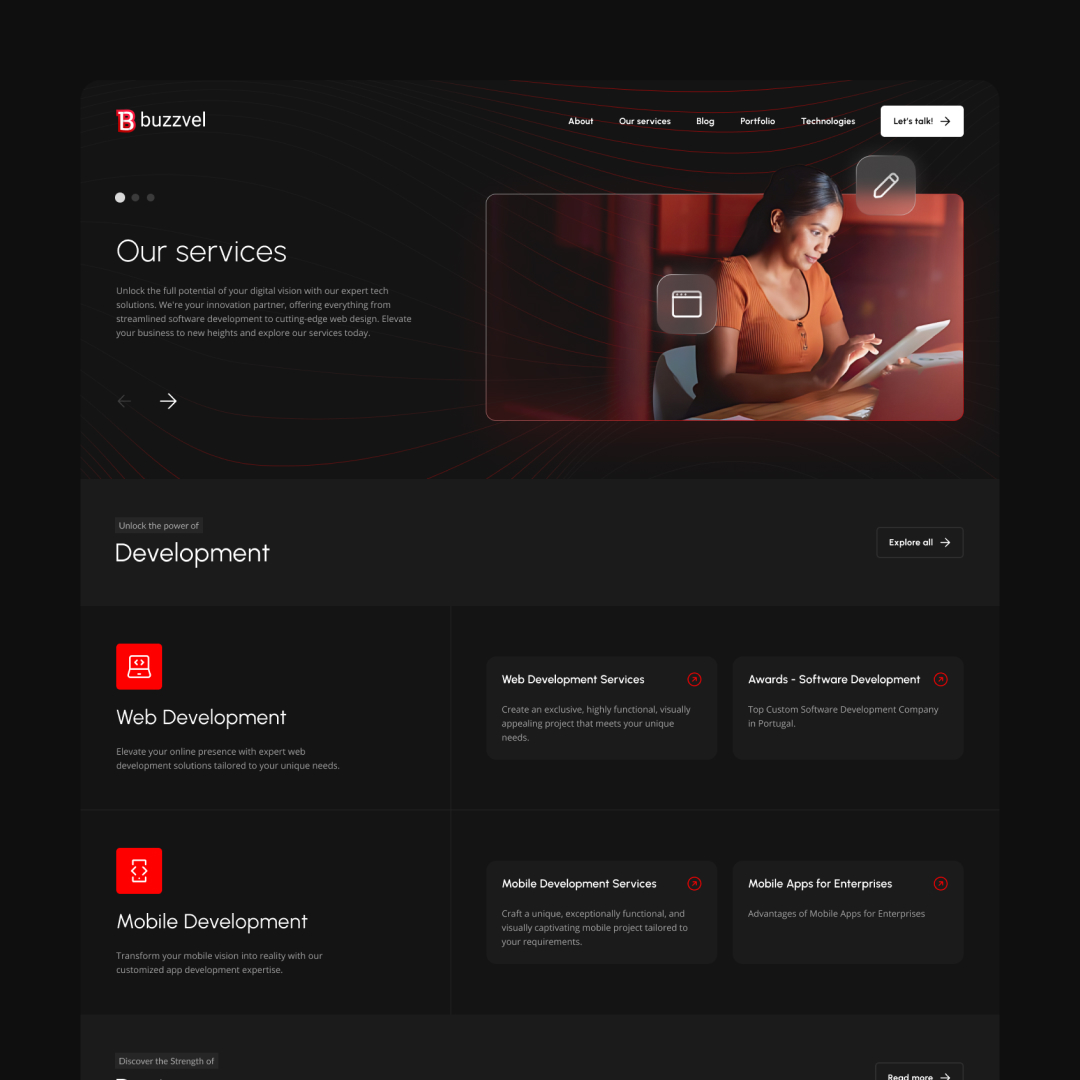 buzzvel
About Our services Blog Portfolio Technologies Let's talk!
Our services
Unlock the full potential of your digital vision with our expert tech
solutions. We're your innovation partner, offering everything from
streamlined software development to cutting-edge web design. Elevate
your business to new heights and explore our services today.
Unlock the power of
Development
Explore all
Web Development
Elevate your online presence with expert web
development solutions tailored to your unique needs.
Web Development Services
Create an exclusive, highly functional, visually
appealing project that meets your unique
needs.
Awards - Software Development
Top Custom Software Development Company
in Portugal.
Mobile Development
Transform your mobile vision into reality with our
customized app development expertise.
Mobile Development Services
Craft a unique, exceptionally functional, and
visually captivating mobile project tailored to
your requirements.
Mobile Apps for Enterprises
Advantages of Mobile Apps for Enterprises
Discover the Strength of
Read more